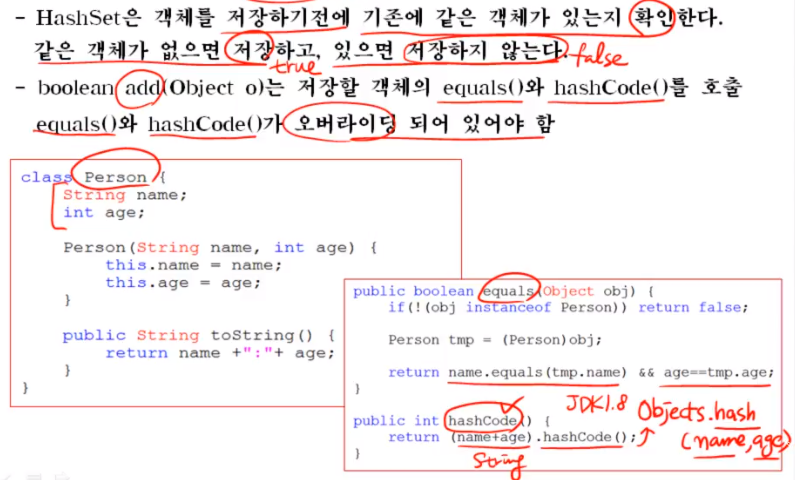 - HashSet은 객체를 저장하기전에 기존에 같은 객체가 있는지 확인한다.
같은 객체가 없으면 저장하고, 있으면 저장하지 않는다.
true
false
- boolean add(Object o)는 저장할 객체의 equals()와 hashCode()를 호출
equals()와 hashCode()가 오버라이딩 되어 있어야 함
class Person {
String name;
int age;
Person(String name, int age) {
this.name = name;
this.age = age;
}
public String toString() {
return name +":"+ age;
}
}
public boolean equals(Object obj) {
if(!(obj instanceof Person)) return false;
Person tmp = (Person)obj;
return name.equals(tmp.name) && age==tmp.age;
}
public int hashCode() {
return (name+age).hashCode();
}
String
JDK1.8
Objects.hash
(name,age)